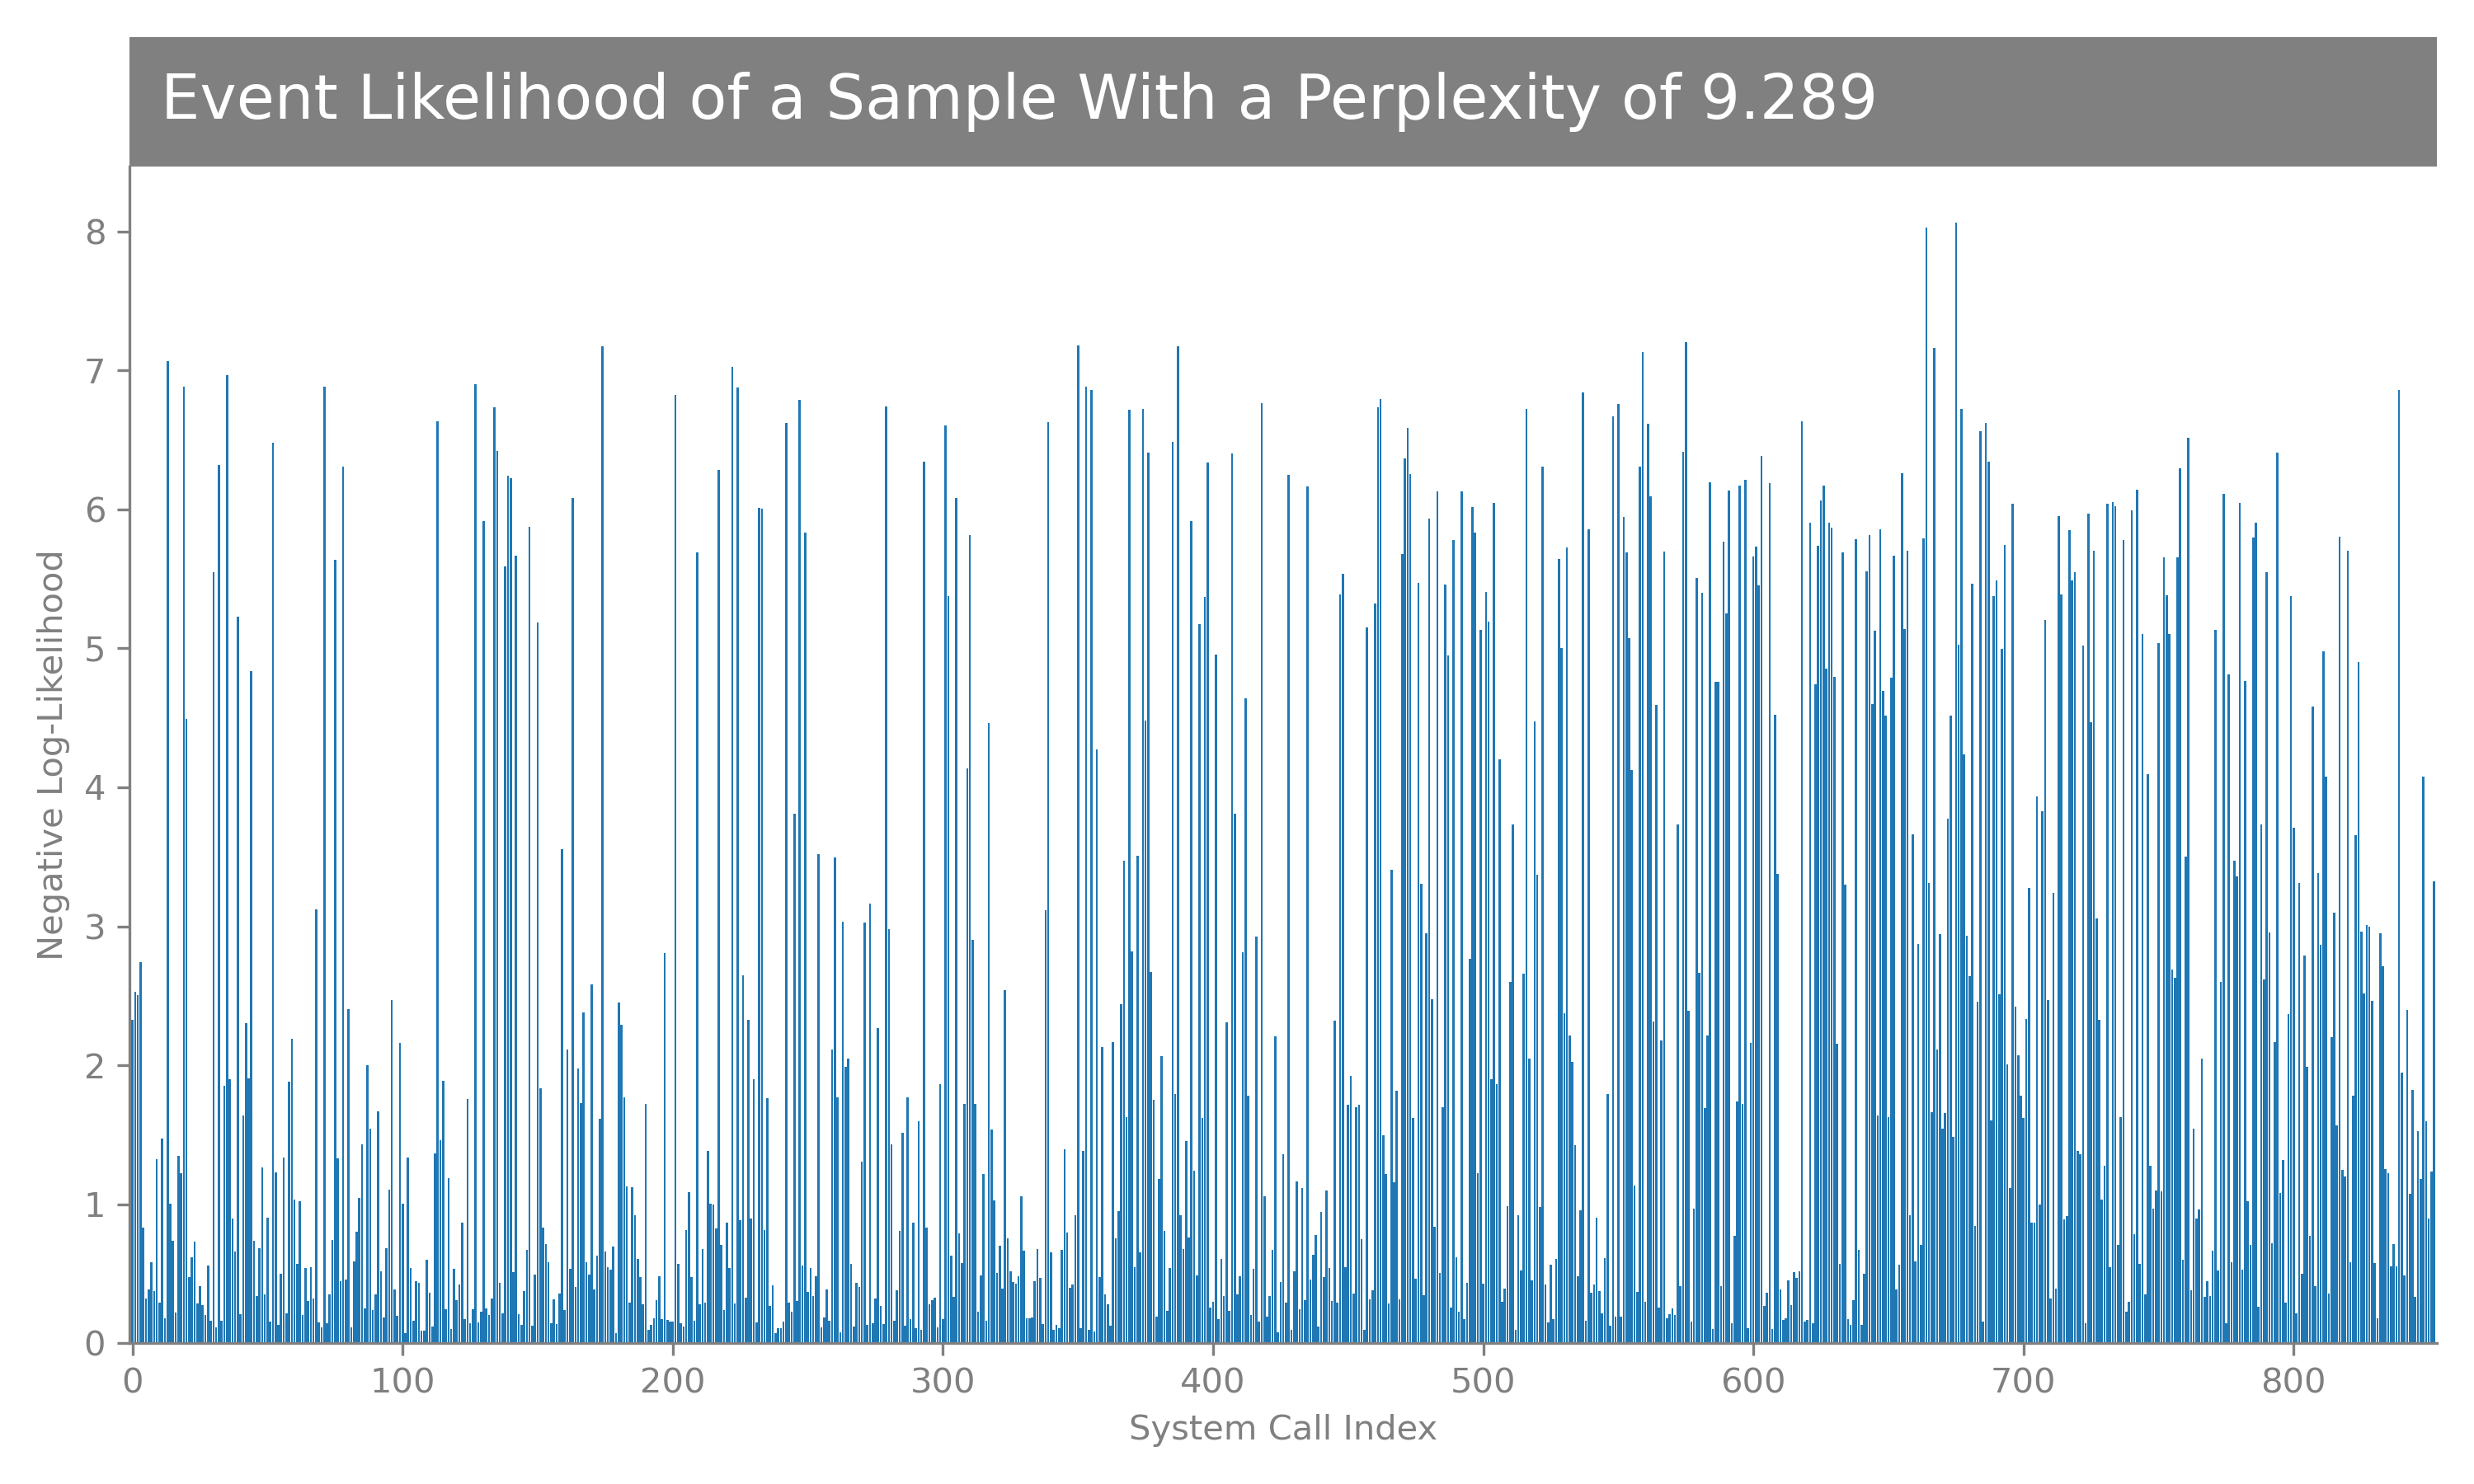 Event Likelihood of a Sample With a Perplexity of 9.289
8
7
6
5
4
3
2
1
0
Negative Log-Likelihood
0 100 200 300 400 500 600 700 800
System Call Index